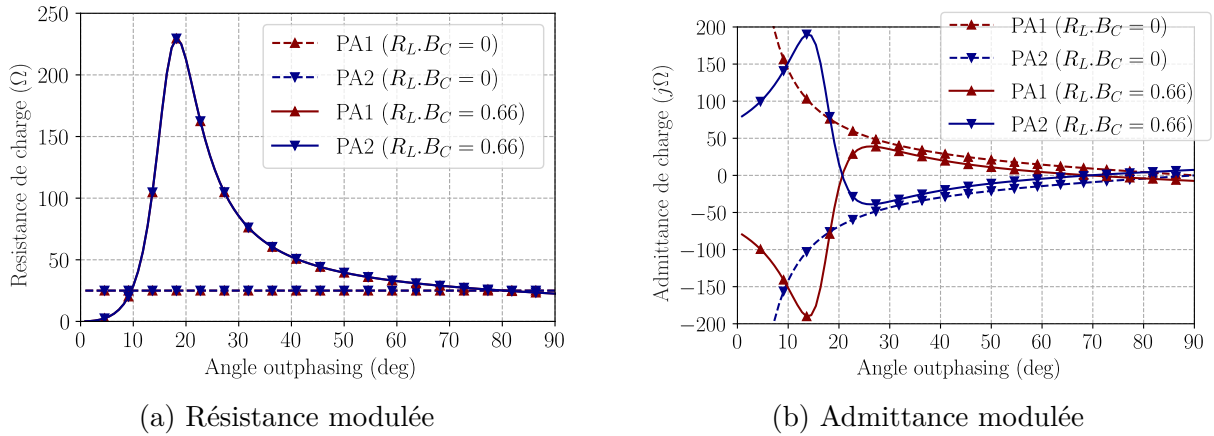 250
200
150
100
50
0
Resistance de charge (Ω)
0 10 20 30 40 50 60 70 80 90
Angle outphasing (deg)
PA1 (R_L.B_C = 0)
PA2 (R_L.B_C = 0)
PA1 (R_L.B_C = 0.66)
PA2 (R_L.B_C = 0.66)
(a) Résistance modulée
200
150
100
50
0
−50
−100
−150
−200
Admittance de charge (jΩ)
0 10 20 30 40 50 60 70 80 90
Angle outphasing (deg)
PA1 (R_L.B_C = 0)
PA2 (R_L.B_C = 0)
PA1 (R_L.B_C = 0.66)
PA2 (R_L.B_C = 0.66)
(b) Admittance modulée